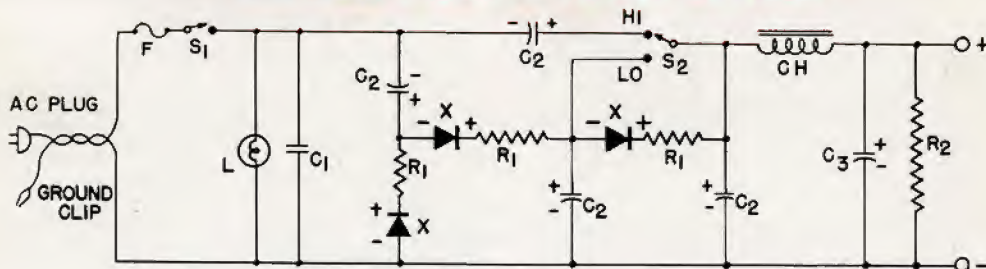 F
S1
C2
HI
LO
S2
CH
+
AC PLUG
GROUND CLIP
L
C1
C2
R1
X
X
R1
X
R1
C2
C2
C3
R2
-